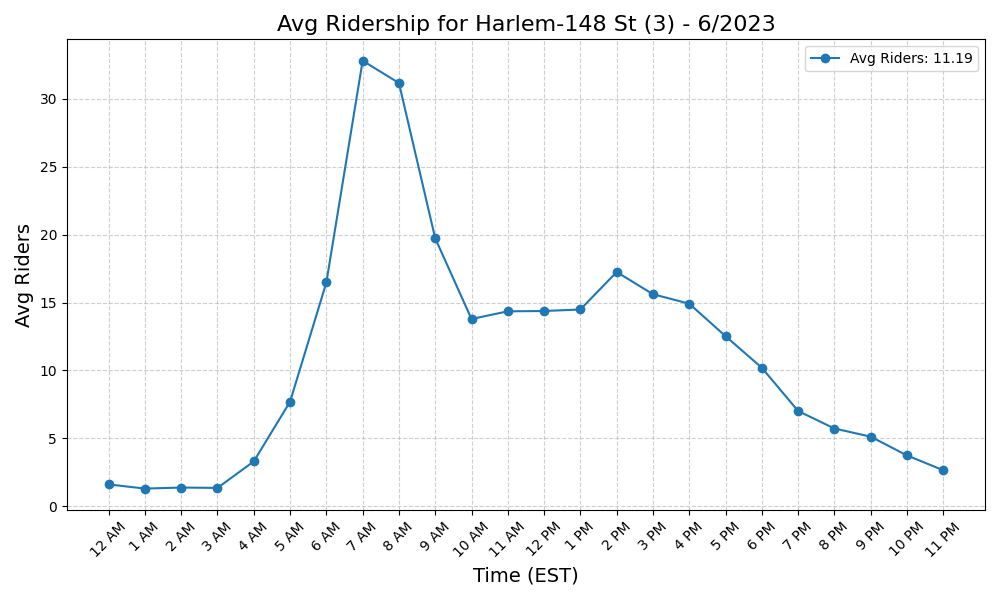 Avg Ridership for Harlem-148 St (3) - 6/2023
Avg Riders: 11.19
Avg Riders
30
25
20
15
10
5
0
12 AM
1 AM
2 AM
3 AM
4 AM
5 AM
6 AM
7 AM
8 AM
9 AM
10 AM
11 AM
12 PM
1 PM
2 PM
3 PM
4 PM
5 PM
6 PM
7 PM
8 PM
9 PM
10 PM
11 PM
Time (EST)